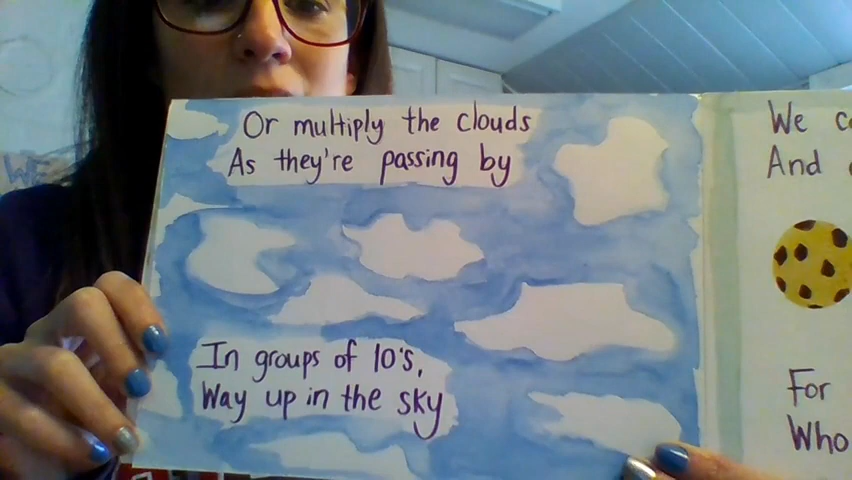 Or multiply the clouds
As they're passing by
In groups of 10's,
Way up in the sky
We
And
For
Who